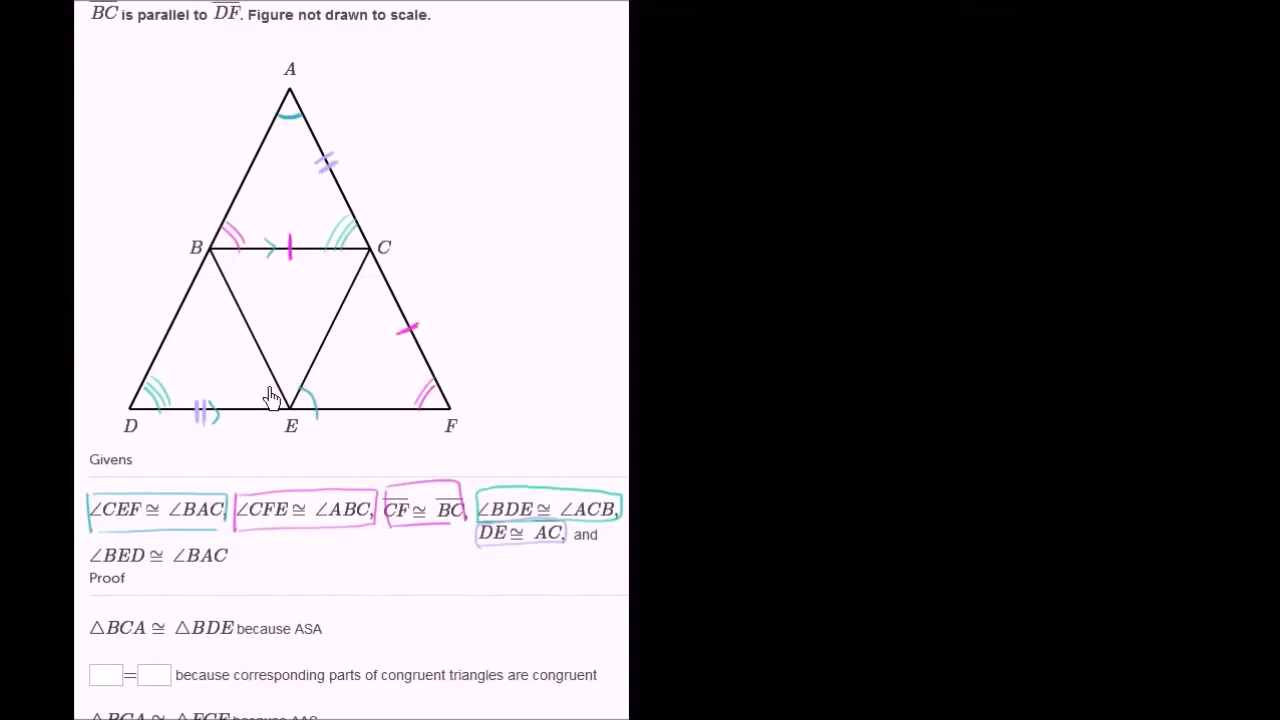 BC is parallel to DF. Figure not drawn to scale.
A
B
C
D
E
F
Givens
∠CEF ≅ ∠BAC, ∠CFE ≅ ∠ABC, CF ≅ BC, ∠BDE ≅ ∠ACB,
DE ≅ AC, and
∠BED ≅ ∠BAC
Proof
△BCA ≅ △BDE because ASA
= because corresponding parts of congruent triangles are congruent